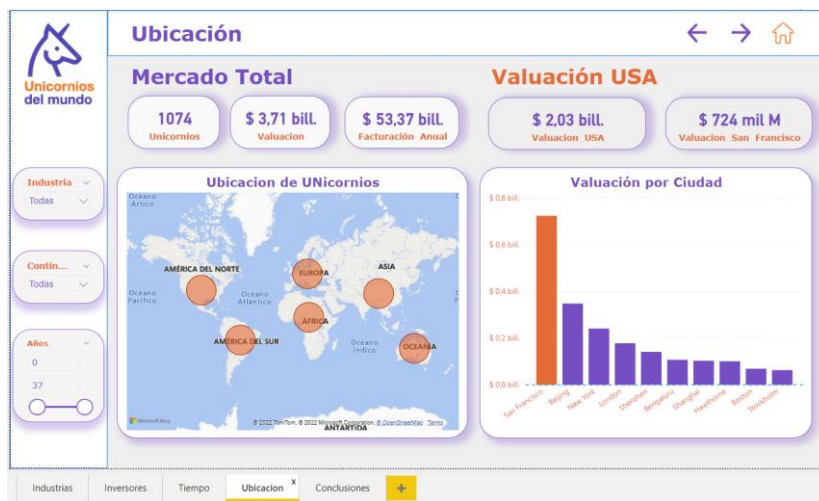 Ubicación
Unicornios
del mundo
Mercado Total
Valuación USA
1074
Unicornios
$ 3,71 bill.
Valuacion
$ 53,37 bill.
Facturación Anual
$ 2,03 bill.
Valuacion USA
$ 724 mil M
Valuacion San Francisco
Industria
Todas
Contin...
Todas
Años
0
37
Ubicacion de UNicornios
Océano
Ártico
AMÉRICA DEL NORTE
EUROPA
ASIA
Océano
Pacífico
Océano
Atlántico
ÁFRICA
AMÉRICA DEL SUR
Océano
Índico
OCEANÍA
Microsoft Bing
© 2022 TomTom, © 2022 Microsoft Corporation, © OpenStreetMap Terms
ANTÁRTIDA
Valuación por Ciudad
$ 0,8 bill.
$ 0,6 bill.
$ 0,4 bill.
$ 0,2 bill.
$ 0,0 bill.
San Francisco
Beijing
New York
London
Shenzhen
Bengaluru
Shanghai
Hawthorne
Boston
Stockholm
Industrias
Inversores
Tiempo
Ubicacion x
Conclusiones
+